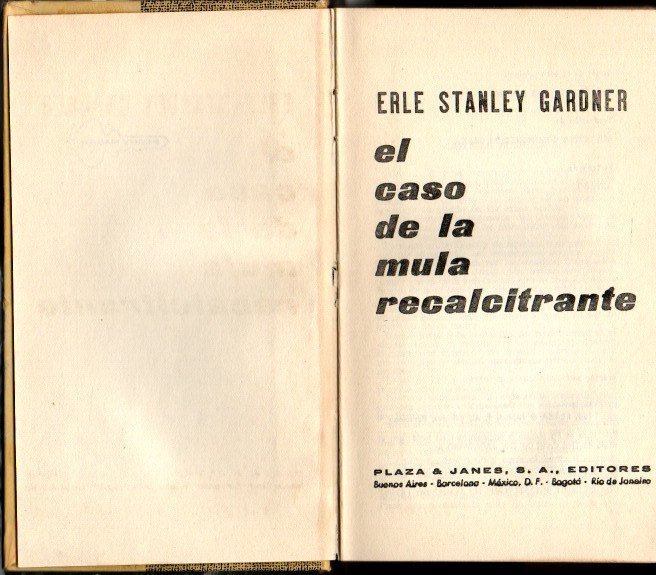 ERLE STANLEY GARDNER
el
caso
de la
mula
recalcitrante
PLAZA & JANES, S. A., EDITORES
Buenos Aires - Barcelona - México, D. F. - Bogotá - Río de Janeiro